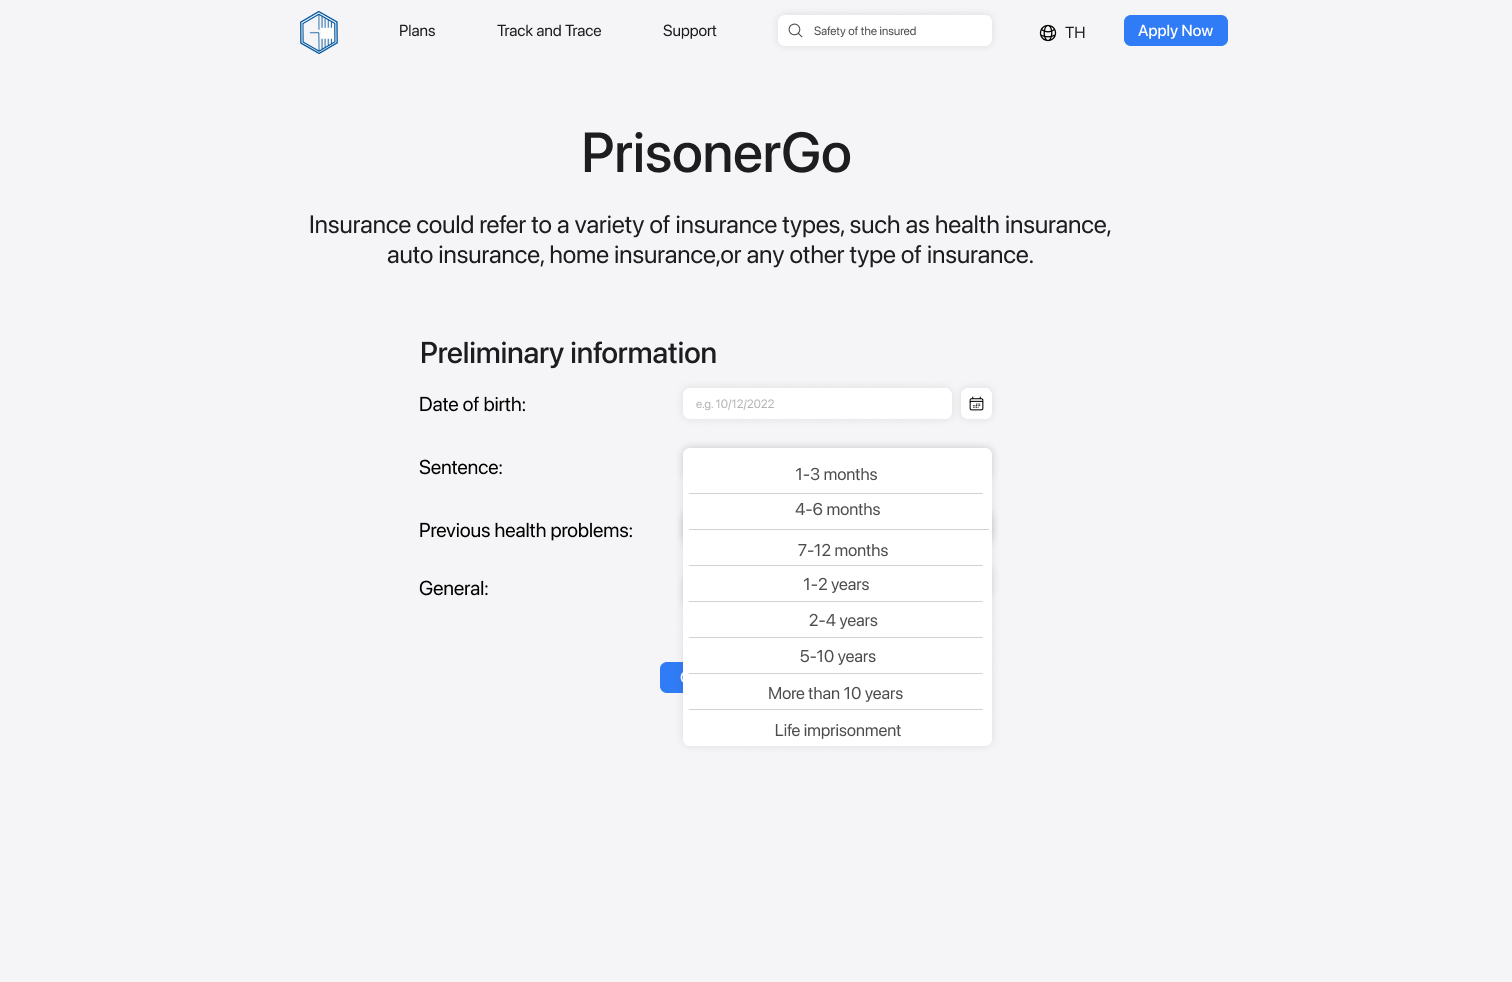 Plans
Track and Trace
Support
Safety of the insured
TH
Apply Now
PrisonerGo
Insurance could refer to a variety of insurance types, such as health insurance,
auto insurance, home insurance,or any other type of insurance.
Preliminary information
Date of birth:
e.g. 10/12/2022
Sentence:
1-3 months
4-6 months
Previous health problems:
7-12 months
General:
1-2 years
2-4 years
5-10 years
More than 10 years
Life imprisonment